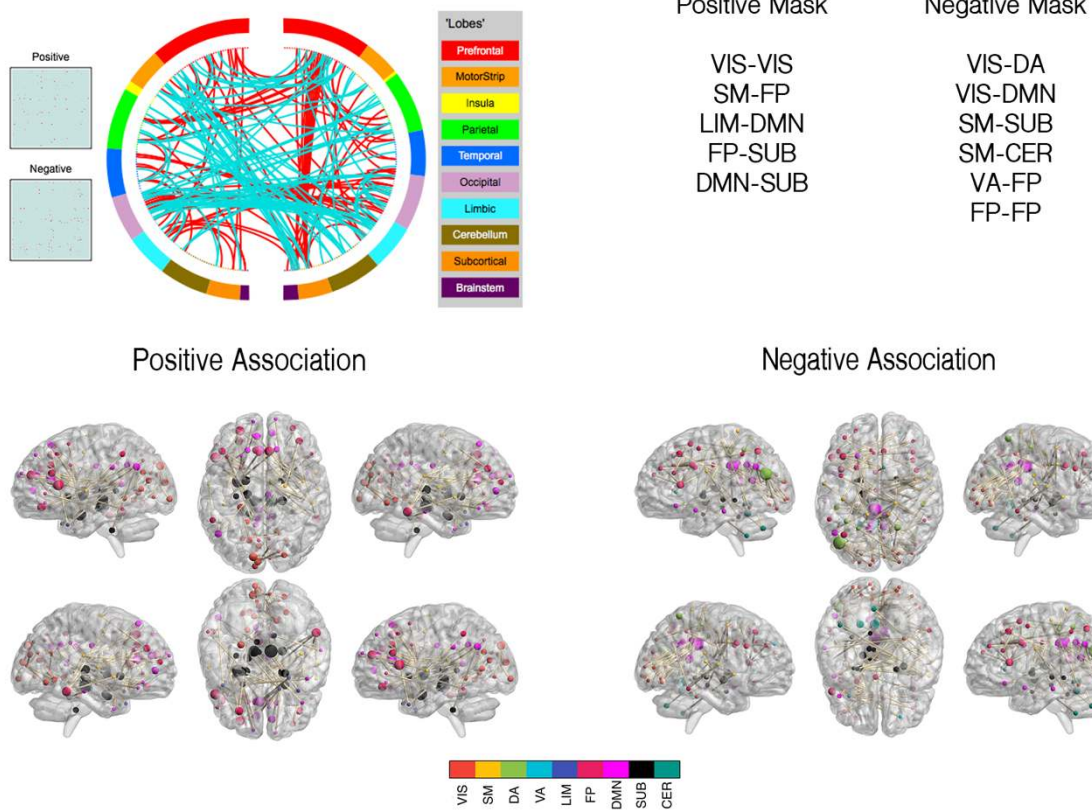 Positive Mask
Negative Mask
'Lobes'
Positive
Prefrontal
MotorStrip
Insula
Parietal
Temporal
Occipital
Limbic
Cerebellum
Subcortical
Brainstem
Negative
VIS-VIS
SM-FP
LIM-DMN
FP-SUB
DMN-SUB
VIS-DA
VIS-DMN
SM-SUB
SM-CER
VA-FP
FP-FP
Positive Association
Negative Association
VIS
SM
DA
VA
LIM
FP
DMN
SUB
CER